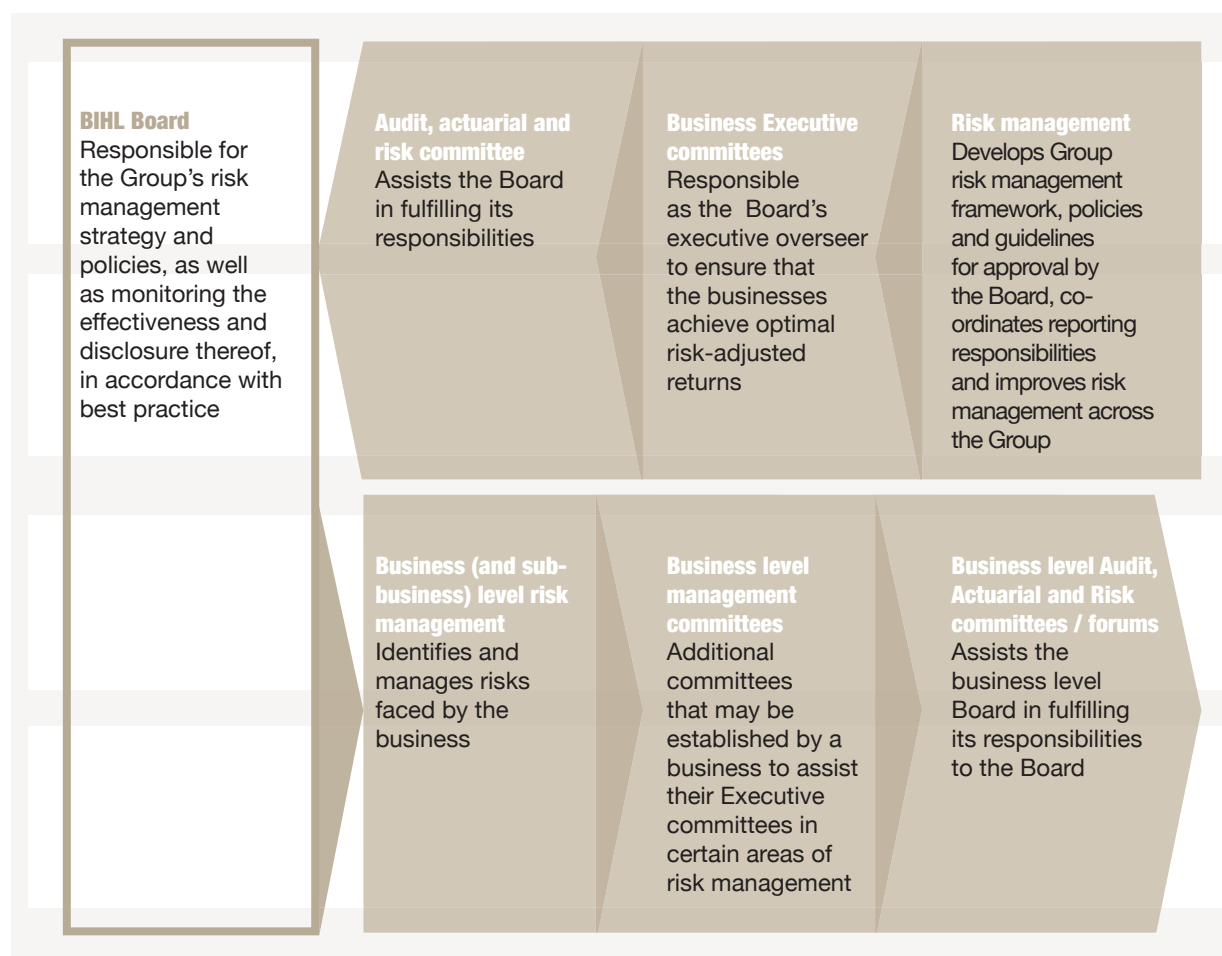 BIHL Board
Responsible for
the Group's risk
management
strategy and
policies, as well
as monitoring the
effectiveness and
disclosure thereof,
in accordance with
best practice
Audit, actuarial and
risk committee
Assists the Board
in fulfilling its
responsibilities
Business Executive
committees
Responsible
as the Board's
executive overseer
to ensure that
the businesses
achieve optimal
risk-adjusted
returns
Risk management
Develops Group
risk management
framework, policies
and guidelines
for approval by
the Board, co-
ordinates reporting
responsibilities
and improves risk
management across
the Group
Business (and sub-
business) level risk
management
Identifies and
manages risks
faced by the
business
Business level
management
committees
Additional
committees
that may be
established by a
business to assist
their Executive
committees in
certain areas of
risk management
Business level Audit,
Actuarial and Risk
committees / forums
Assists the
business level
Board in fulfilling
its responsibilities
to the Board